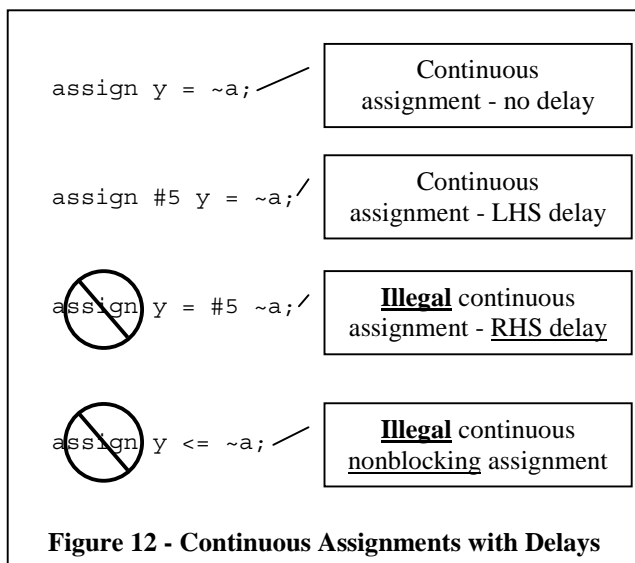 assign y = ~a;
Continuous
assignment - no delay
assign #5 y = ~a;
Continuous
assignment - LHS delay
assign y = #5 ~a;
Illegal continuous
assignment - RHS delay
assign y <= ~a;
Illegal continuous
nonblocking assignment
Figure 12 - Continuous Assignments with Delays